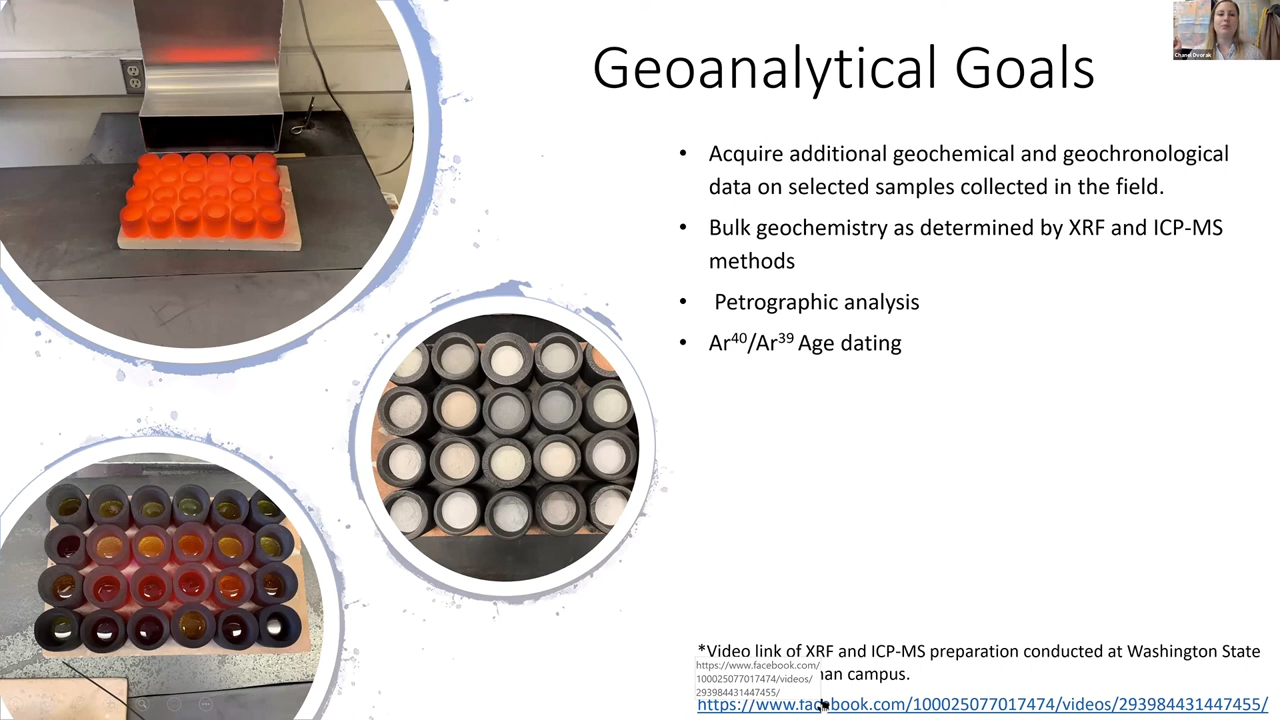 Geoanalytical Goals
Chanel Dvorak
• Acquire additional geochemical and geochronological
data on selected samples collected in the field.
• Bulk geochemistry as determined by XRF and ICP-MS
methods
• Petrographic analysis
• Ar⁴⁰/Ar³⁹ Age dating
*Video link of XRF and ICP-MS preparation conducted at Washington State
campus.
https://www.facebook.com/
100025077017474/videos/
293984431447455/
https://www.facebook.com/100025077017474/videos/293984431447455/